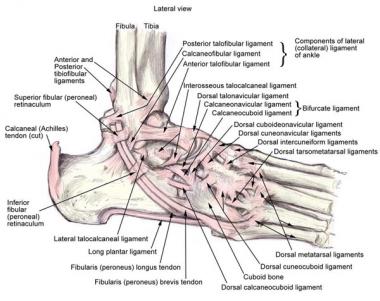 Lateral view
Fibula Tibia
Posterior talofibular ligament
Calcaneofibular ligament
Anterior talofibular ligament
Components of lateral
(collateral) ligament
of ankle
Anterior and
Posterior
tibiofibular
ligaments
Interosseous talocalcaneal ligament
Dorsal talonavicular ligament
Calcaneonavicular ligament
Calcaneocuboid ligament
Bifurcate ligament
Superior fibular (peroneal)
retinaculum
Dorsal cuboideonavicular ligament
Dorsal cuneonavicular ligaments
Dorsal intercuneiform ligaments
Dorsal tarsometatarsal ligaments
Calcaneal (Achilles)
tendon (cut)
Inferior
fibular
(peroneal)
retinaculum
Lateral talocalcaneal ligament
Long plantar ligament
Fibularis (peroneus) longus tendon
Fibularis (peroneus) brevis tendon
Dorsal metatarsal ligaments
Dorsal cuneocuboid ligament
Cuboid bone
Dorsal calcaneocuboid ligament